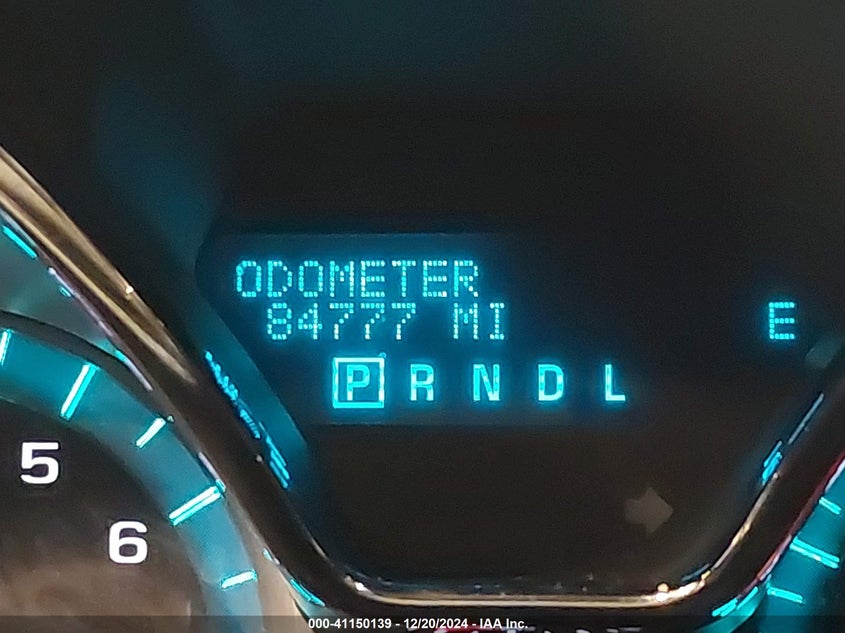 ODOMETER
84777 MI
E
P R N D L
5
6
000-41150139 - 12/20/2024 - IAA Inc.